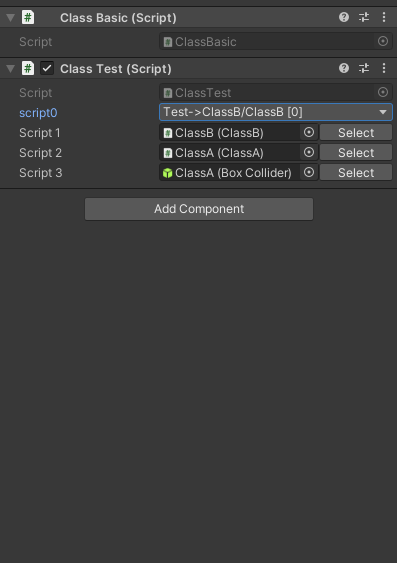 Class Basic (Script)
Script ClassBasic
Class Test (Script)
Script ClassTest
script0 Test->ClassB/ClassB [0]
Script 1 ClassB (ClassB) Select
Script 2 ClassA (ClassA) Select
Script 3 ClassA (Box Collider) Select
Add Component